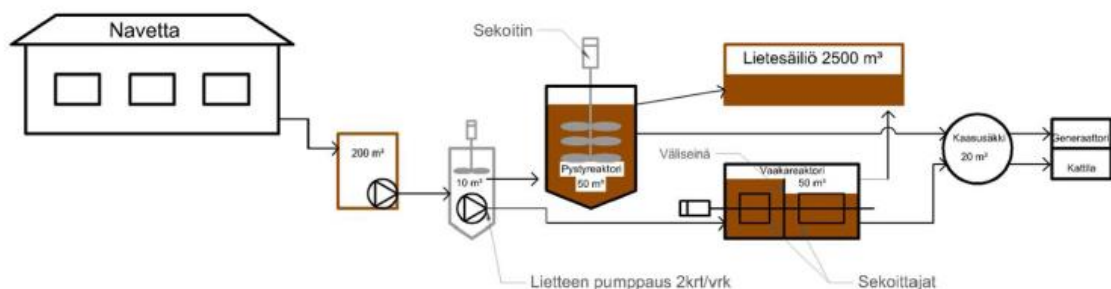 Navetta
Sekoitin
Lietesäiliö 2500 m³
200 m³
10 m³
Pystyreaktori
50 m³
Väliseinä
Vaakareaktori
50 m³
Kaasusäkki
20 m³
Generaattori
Kattila
Lietteen pumppaus 2krt/vrk
Sekoittajat